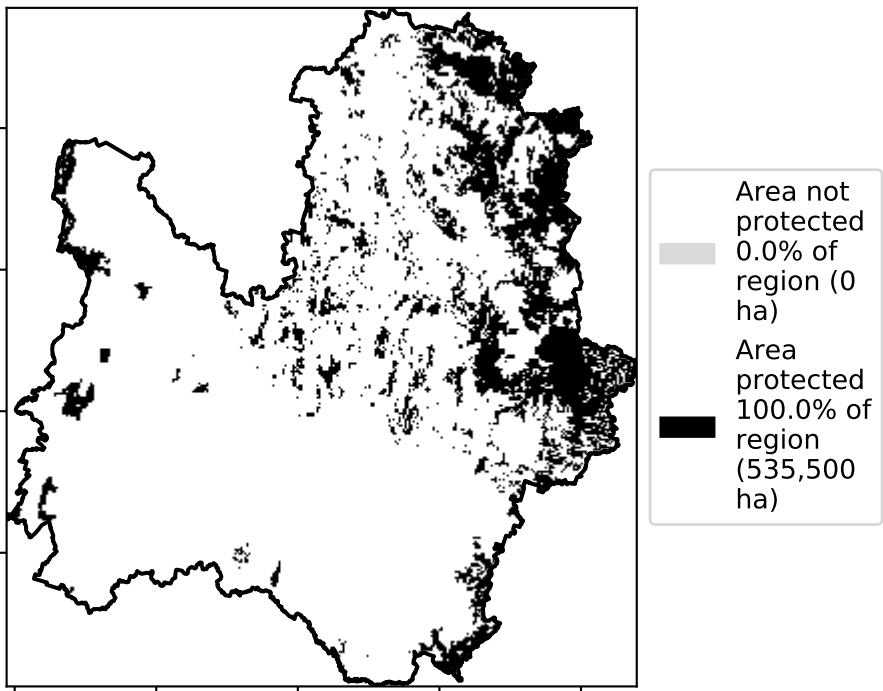 Area not
protected
0.0% of
region (0
ha)
Area
protected
100.0% of
region
(535,500
ha)